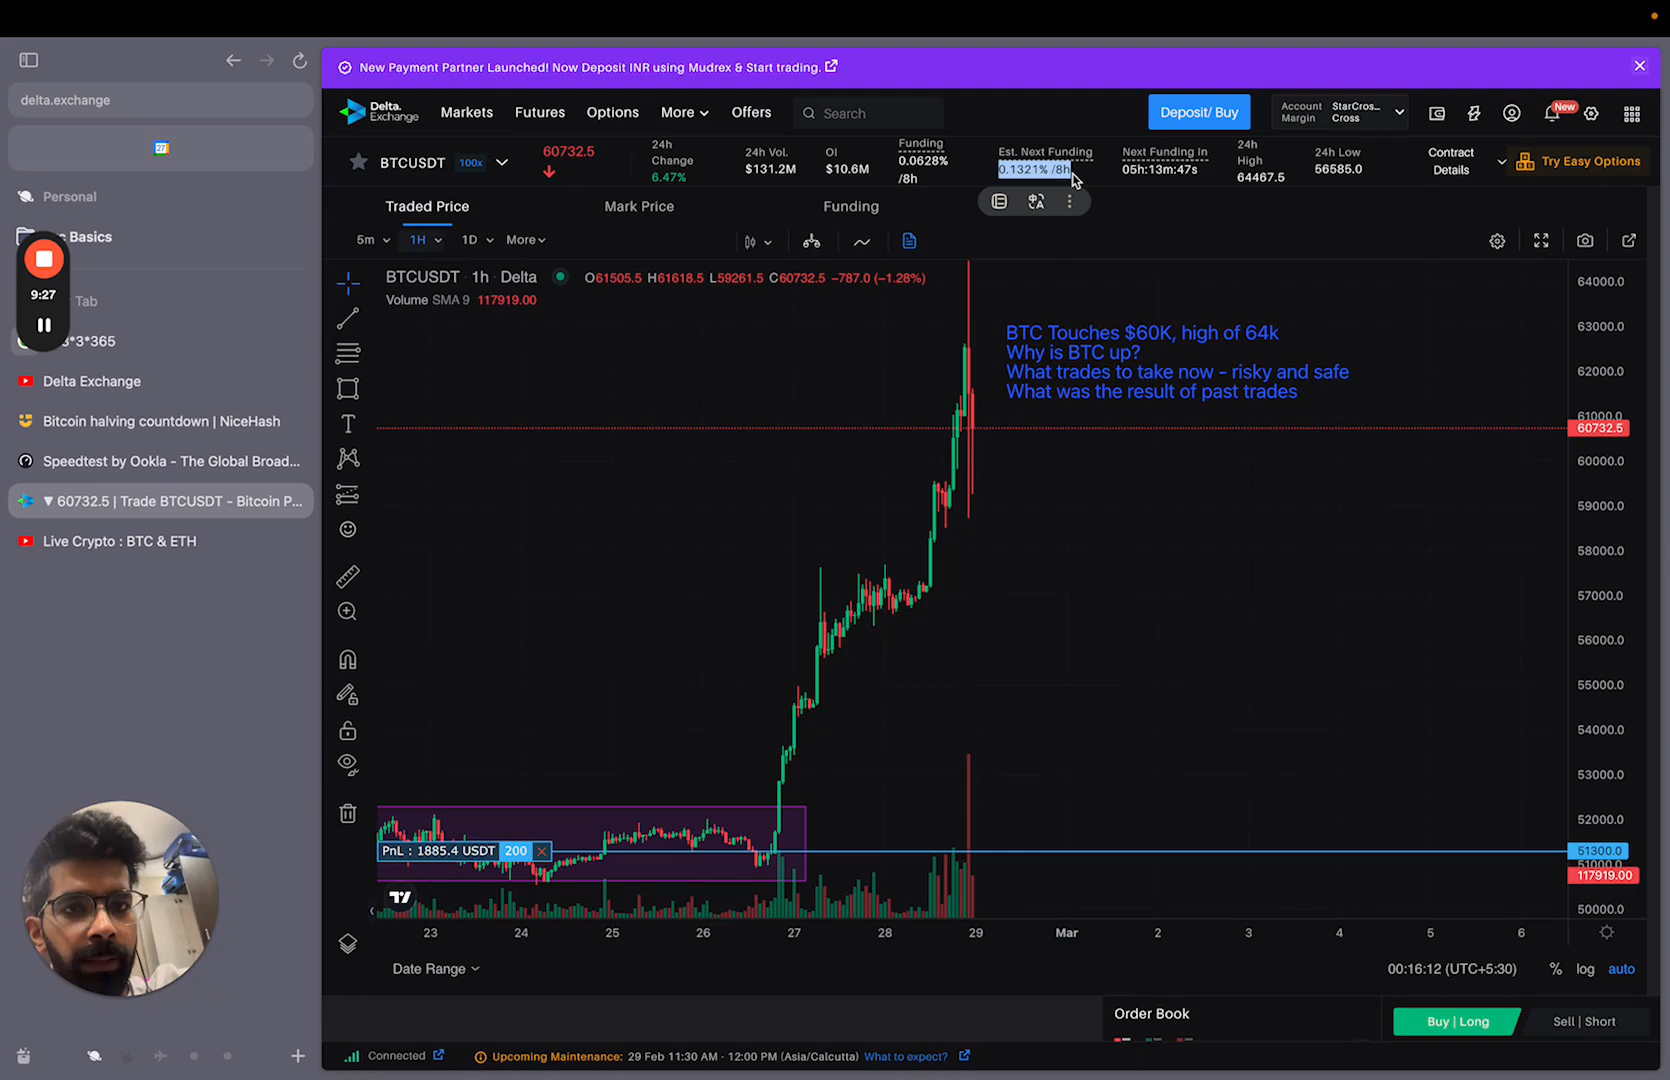 delta.exchange
27
Personal
c Basics
9:27
Tab
3*3*365
Delta Exchange
Bitcoin halving countdown | NiceHash
Speedtest by Ookla - The Global Broad...
▼ 60732.5 | Trade BTCUSDT - Bitcoin P...
Live Crypto : BTC & ETH
New Payment Partner Launched! Now Deposit INR using Mudrex & Start trading.
Delta.
Exchange
Markets
Futures
Options
More
Offers
Search
Deposit/ Buy
Account
Margin
StarCros...
Cross
New
BTCUSDT
100x
60732.5
24h
Change
6.47%
24h Vol.
$131.2M
OI
$10.6M
Funding
0.0628%
/8h
Est. Next Funding
0.1321% /8h
Next Funding In
05h:13m:47s
24h
High
64467.5
24h Low
56585.0
Contract
Details
Try Easy Options
Traded Price
Mark Price
Funding
5m
1H
1D
More
BTCUSDT · 1h · Delta
O61505.5 H61618.5 L59261.5 C60732.5 −787.0 (−1.28%)
Volume SMA 9 117919.00
BTC Touches $60K, high of 64k
Why is BTC up?
What trades to take now - risky and safe
What was the result of past trades
64000.0
63000.0
62000.0
61000.0
60732.5
60000.0
59000.0
58000.0
57000.0
56000.0
55000.0
54000.0
53000.0
52000.0
51300.0
51000.0
117919.00
50000.0
PnL : 1885.4 USDT
200
23
24
25
26
27
28
29
Mar
2
3
4
5
6
Date Range
00:16:12 (UTC+5:30)
%
log
auto
Order Book
Buy | Long
Sell | Short
Connected
Upcoming Maintenance: 29 Feb 11:30 AM - 12:00 PM (Asia/Calcutta)
What to expect?